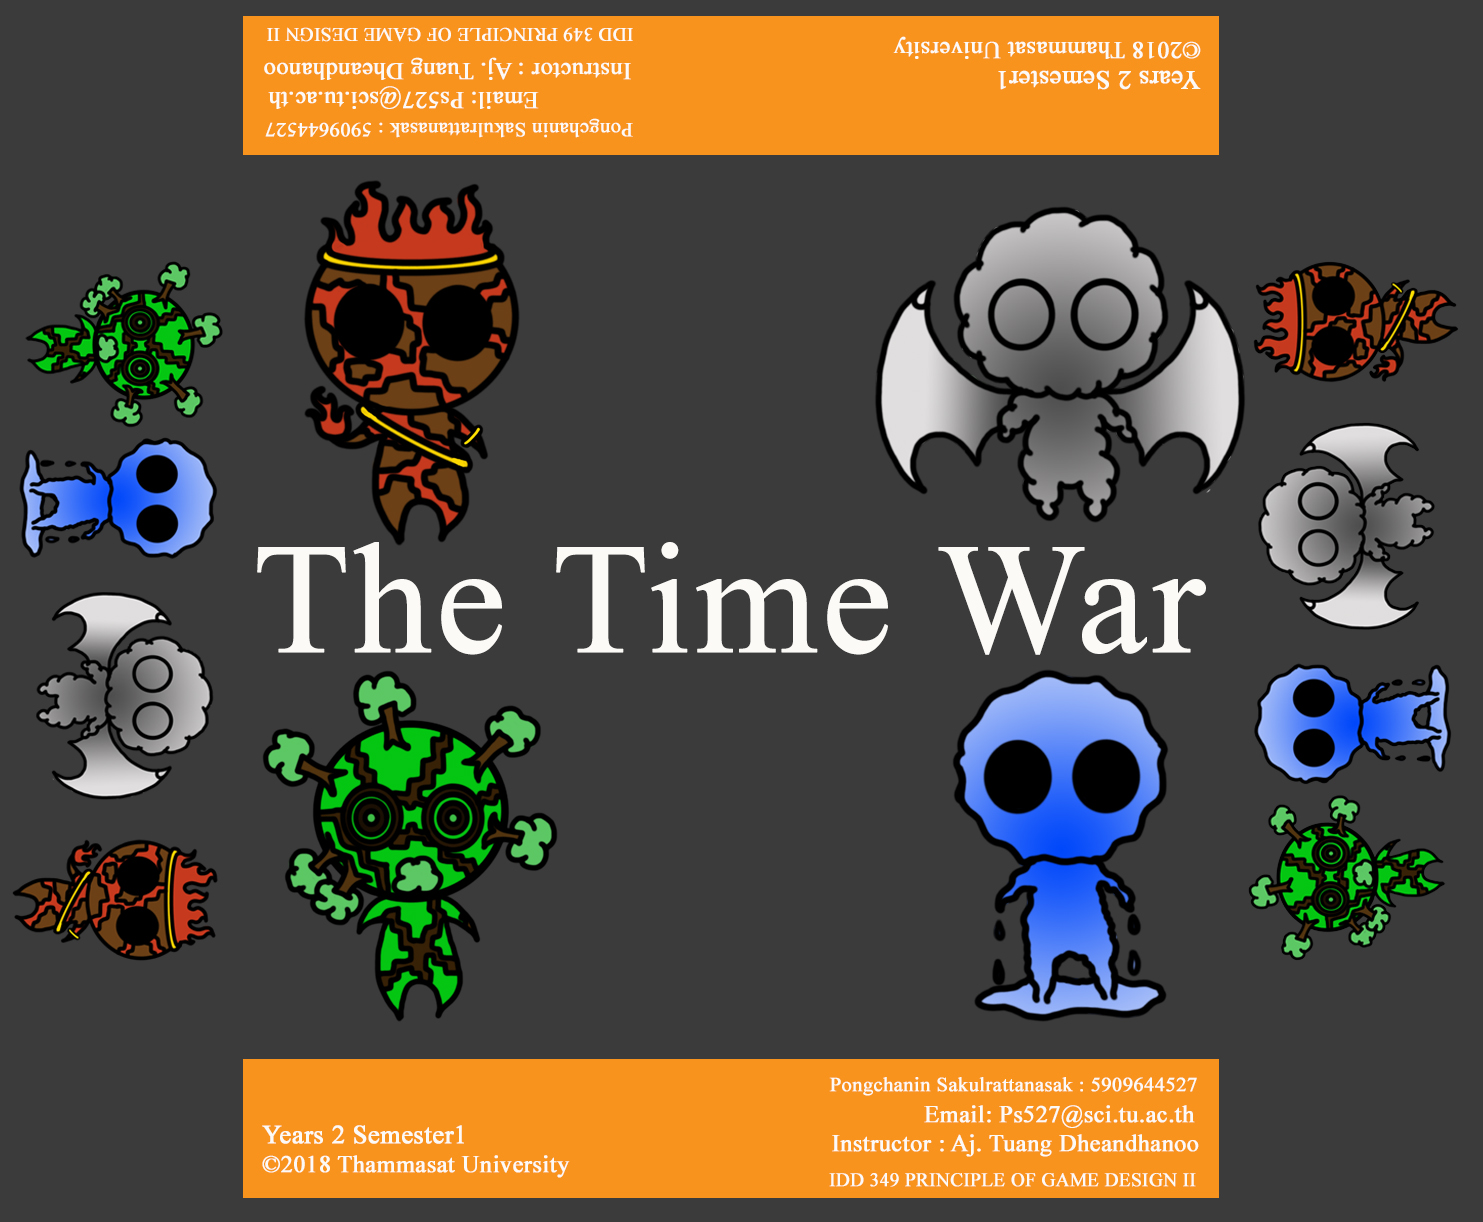 IDD 349 PRINCIPLE OF GAME DESIGN II
Instructor : Aj. Tuang Dheandhanoo
Email: Ps527@sci.tu.ac.th
Pongchanin Sakulrattanasak : 5909644527
©2018 Thammasat University
Years 2 Semester1
The Time War
Years 2 Semester1
©2018 Thammasat University
Pongchanin Sakulrattanasak : 5909644527
Email: Ps527@sci.tu.ac.th
Instructor : Aj. Tuang Dheandhanoo
IDD 349 PRINCIPLE OF GAME DESIGN II